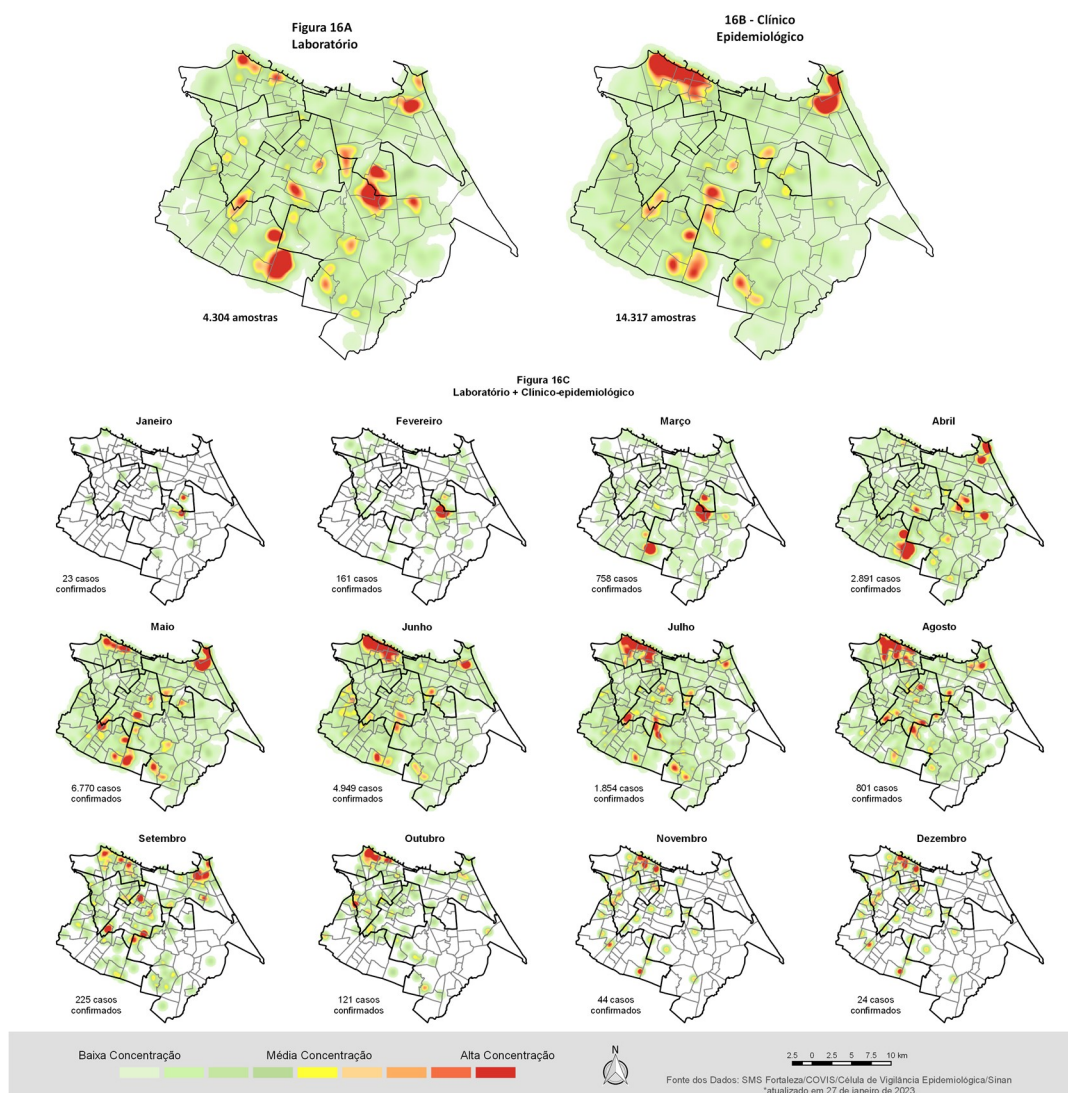 Figura 16A
Laboratório
16B - Clínico
Epidemiológico
4.304 amostras
14.317 amostras
Figura 16C
Laboratório + Clínico-epidemiológico
Janeiro
Fevereiro
Março
Abril
23 casos
confirmados
161 casos
confirmados
758 casos
confirmados
2.891 casos
confirmados
Maio
Junho
Julho
Agosto
6.770 casos
confirmados
4.949 casos
confirmados
1.854 casos
confirmados
801 casos
confirmados
Setembro
Outubro
Novembro
Dezembro
225 casos
confirmados
121 casos
confirmados
44 casos
confirmados
24 casos
confirmados
Baixa Concentração
Média Concentração
Alta Concentração
N
2.5 0 2.5 5 7.5 10 km
Fonte dos Dados: SMS Fortaleza/COVIS/Célula de Vigilância Epidemiológica/Sinan
*atualizado em 27 de janeiro de 2023